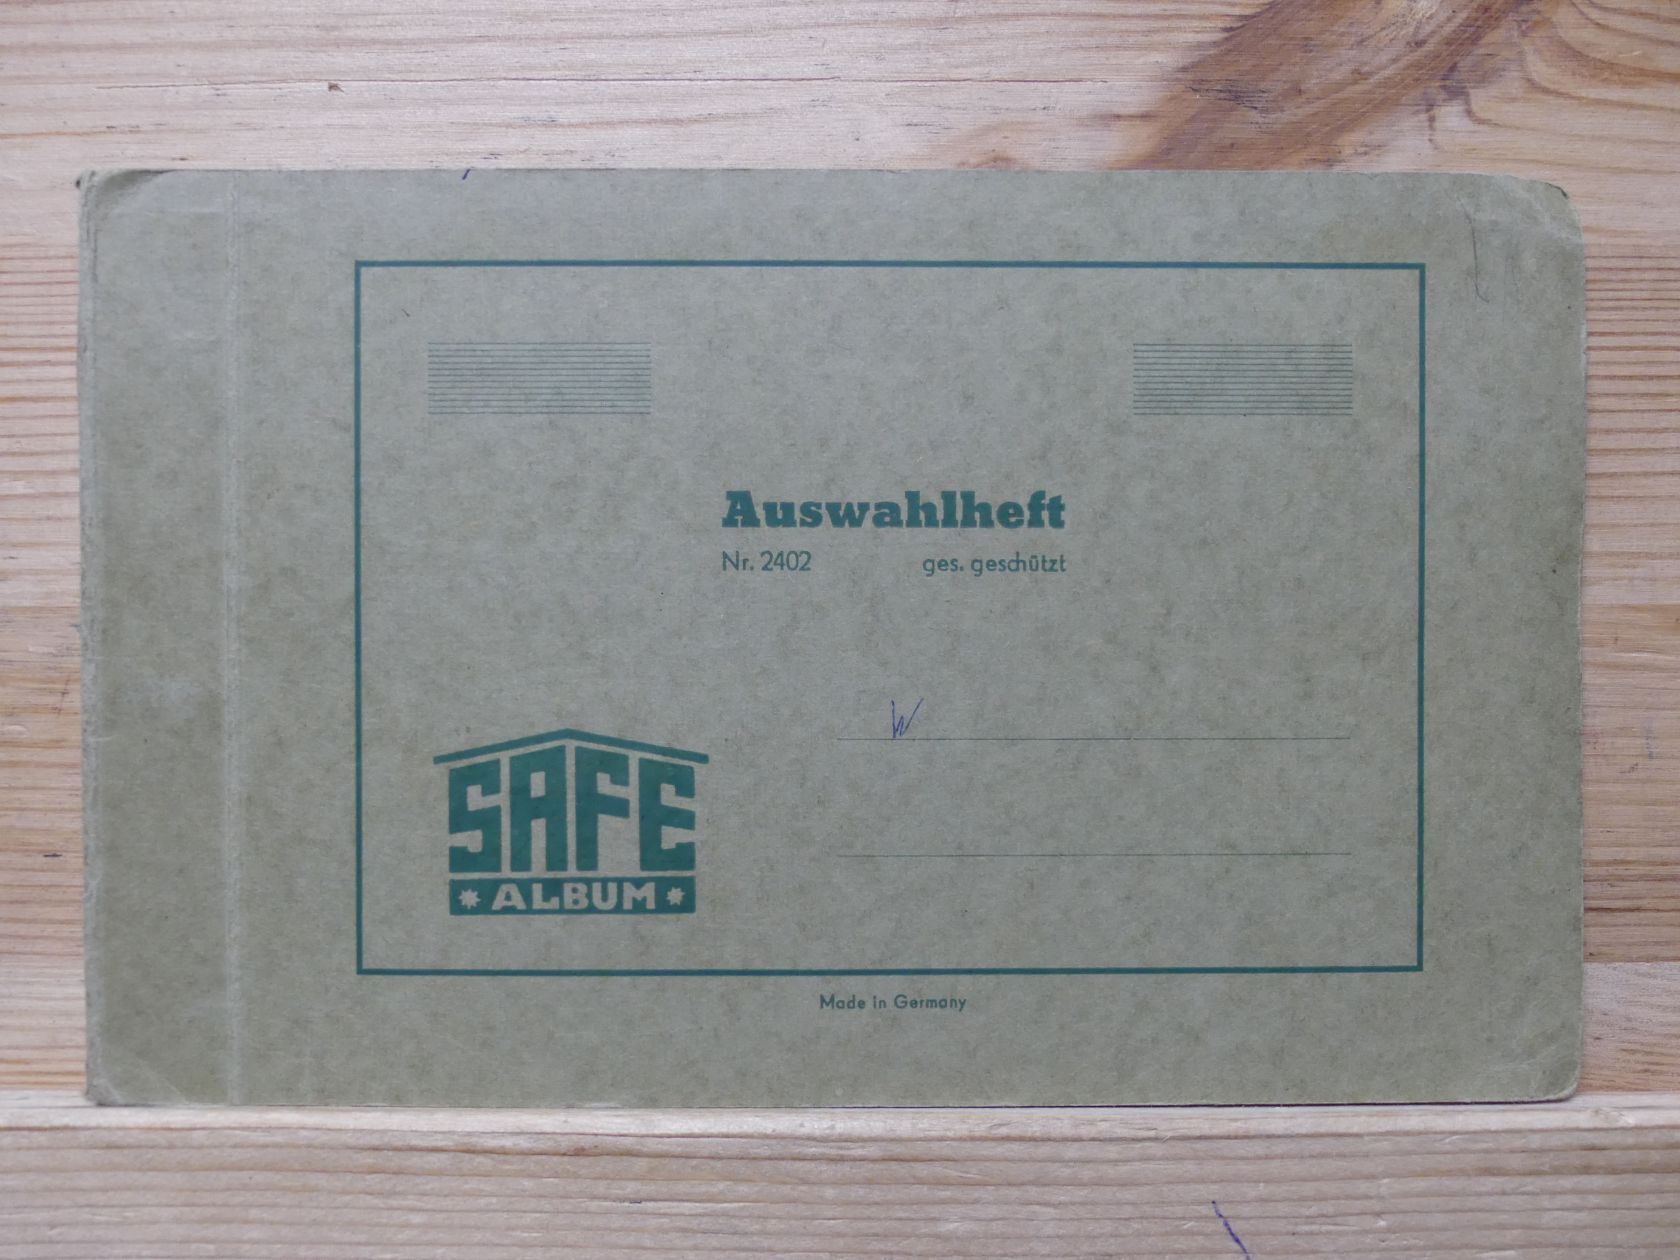 Auswahlheft
Nr. 2402 ges. geschützt
W
SAFE
ALBUM
Made in Germany